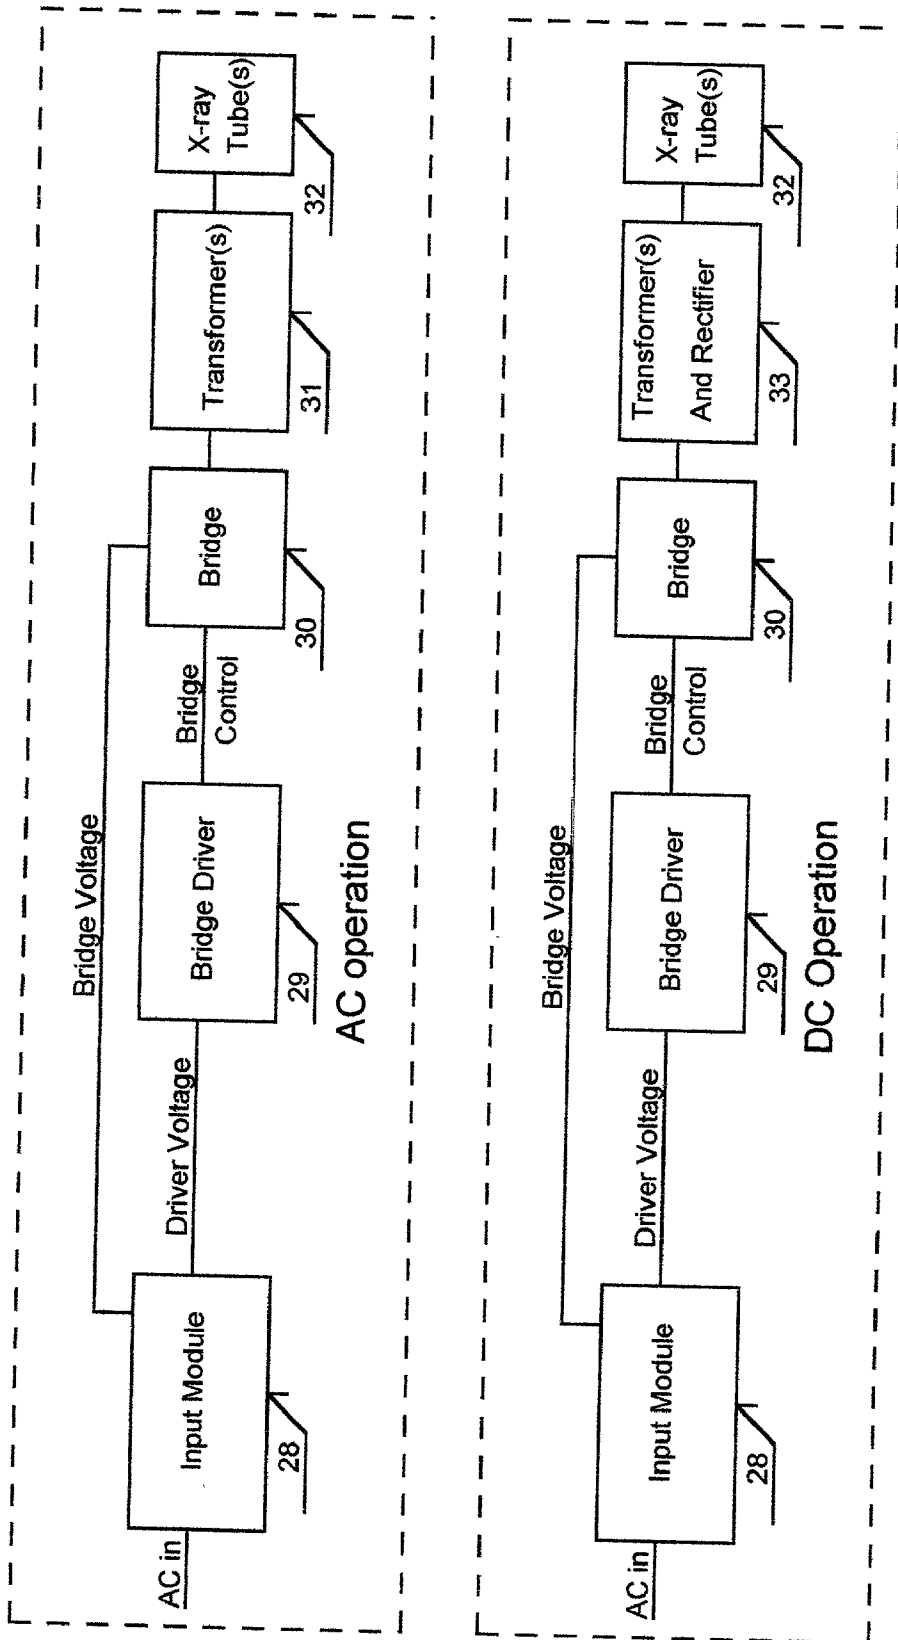 AC in
Input Module
28
Driver Voltage
Bridge Voltage
Bridge Driver
29
Bridge
Control
Bridge
30
Transformer(s)
31
X-ray
Tube(s)
32
AC operation
AC in
Input Module
28
Driver Voltage
Bridge Voltage
Bridge Driver
29
Bridge
Control
Bridge
30
Transformer(s)
And Rectifier
33
X-ray
Tube(s)
32
DC Operation